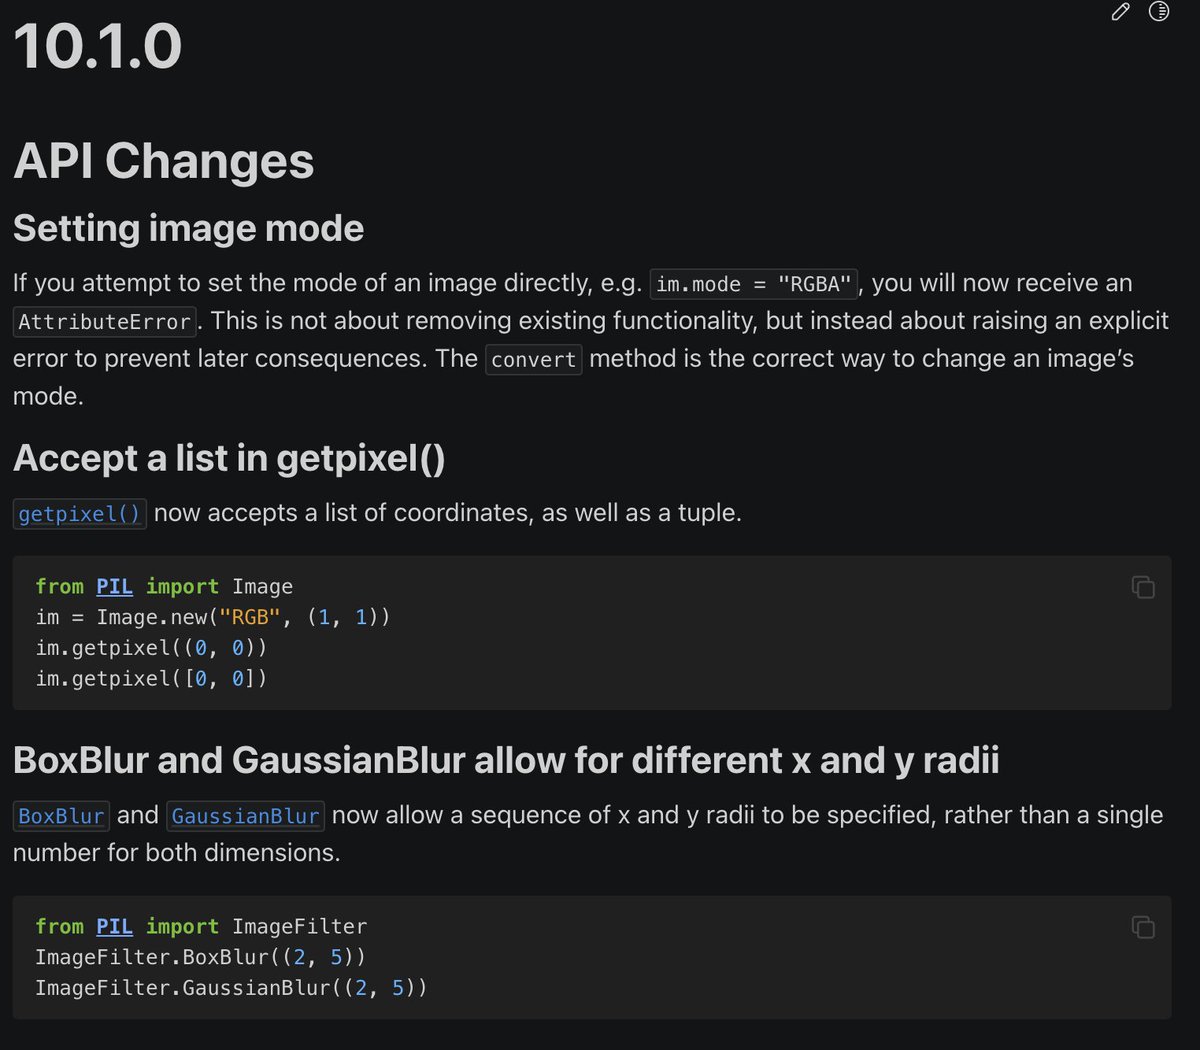 10.1.0
API Changes
Setting image mode
If you attempt to set the mode of an image directly, e.g. im.mode = "RGBA", you will now receive an
AttributeError. This is not about removing existing functionality, but instead about raising an explicit
error to prevent later consequences. The convert method is the correct way to change an image’s
mode.
Accept a list in getpixel()
getpixel() now accepts a list of coordinates, as well as a tuple.
from PIL import Image
im = Image.new("RGB", (1, 1))
im.getpixel((0, 0))
im.getpixel([0, 0])
BoxBlur and GaussianBlur allow for different x and y radii
BoxBlur and GaussianBlur now allow a sequence of x and y radii to be specified, rather than a single
number for both dimensions.
from PIL import ImageFilter
ImageFilter.BoxBlur((2, 5))
ImageFilter.GaussianBlur((2, 5))